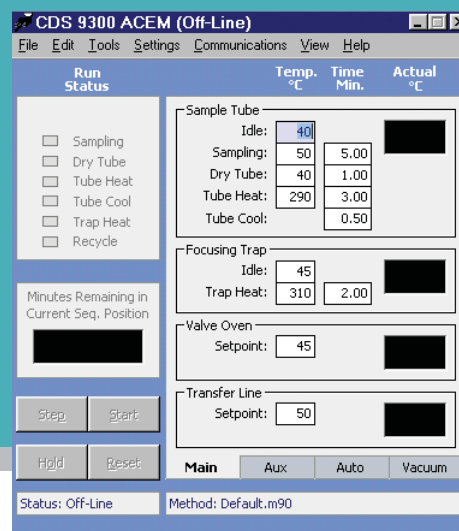 CDS 9300 ACEM (Off-Line)
File Edit Tools Settings Communications View Help
Run Status
Temp. °C Time Min. Actual °C
Sampling
Dry Tube
Tube Heat
Tube Cool
Trap Heat
Recycle
Minutes Remaining in
Current Seq. Position
Step Start
Hold Reset
Sample Tube
Idle: 40
Sampling: 50 5.00
Dry Tube: 40 1.00
Tube Heat: 290 3.00
Tube Cool: 0.50
Focusing Trap
Idle: 45
Trap Heat: 310 2.00
Valve Oven
Setpoint: 45
Transfer Line
Setpoint: 50
Main Aux Auto Vacuum
Status: Off-Line Method: Default.m90